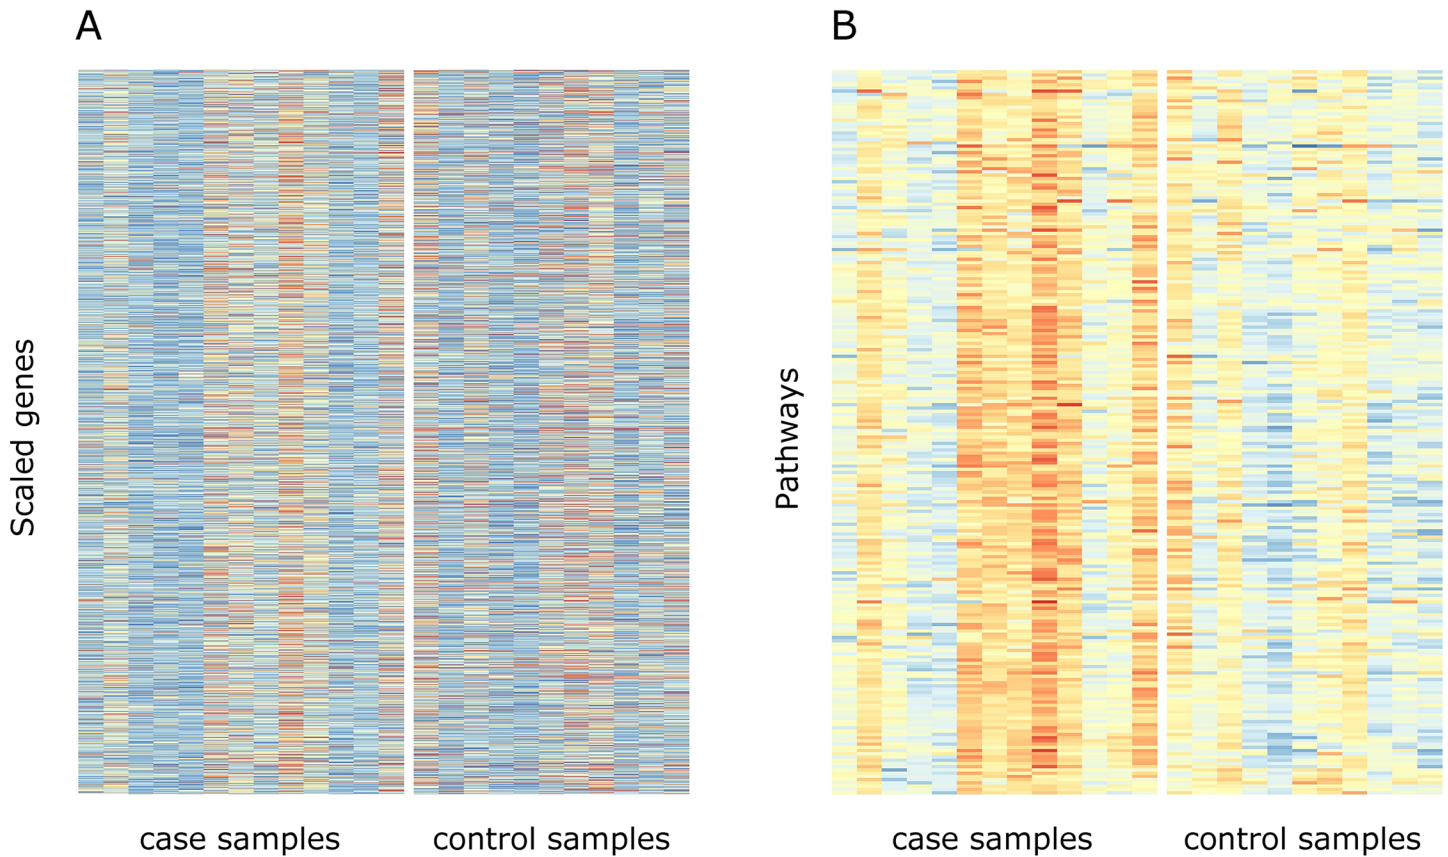 A
B
Scaled genes
Pathways
case samples
control samples
case samples
control samples